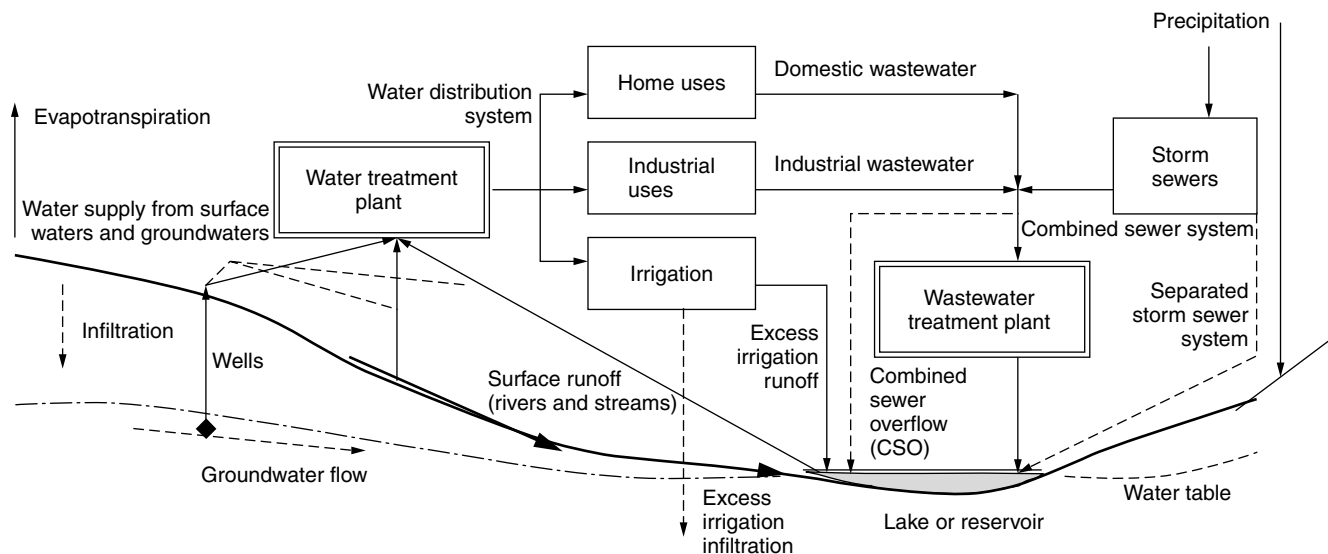 Precipitation
Home uses
Domestic wastewater
Water distribution
system
Evapotranspiration
Storm
sewers
Water treatment
plant
Industrial
uses
Industrial wastewater
Water supply from surface
waters and groundwaters
Combined sewer system
Irrigation
Wastewater
treatment plant
Separated
storm sewer
system
Infiltration
Wells
Excess
irrigation
runoff
Surface runoff
(rivers and streams)
Combined
sewer
overflow
(CSO)
Groundwater flow
Excess
irrigation
infiltration
Lake or reservoir
Water table